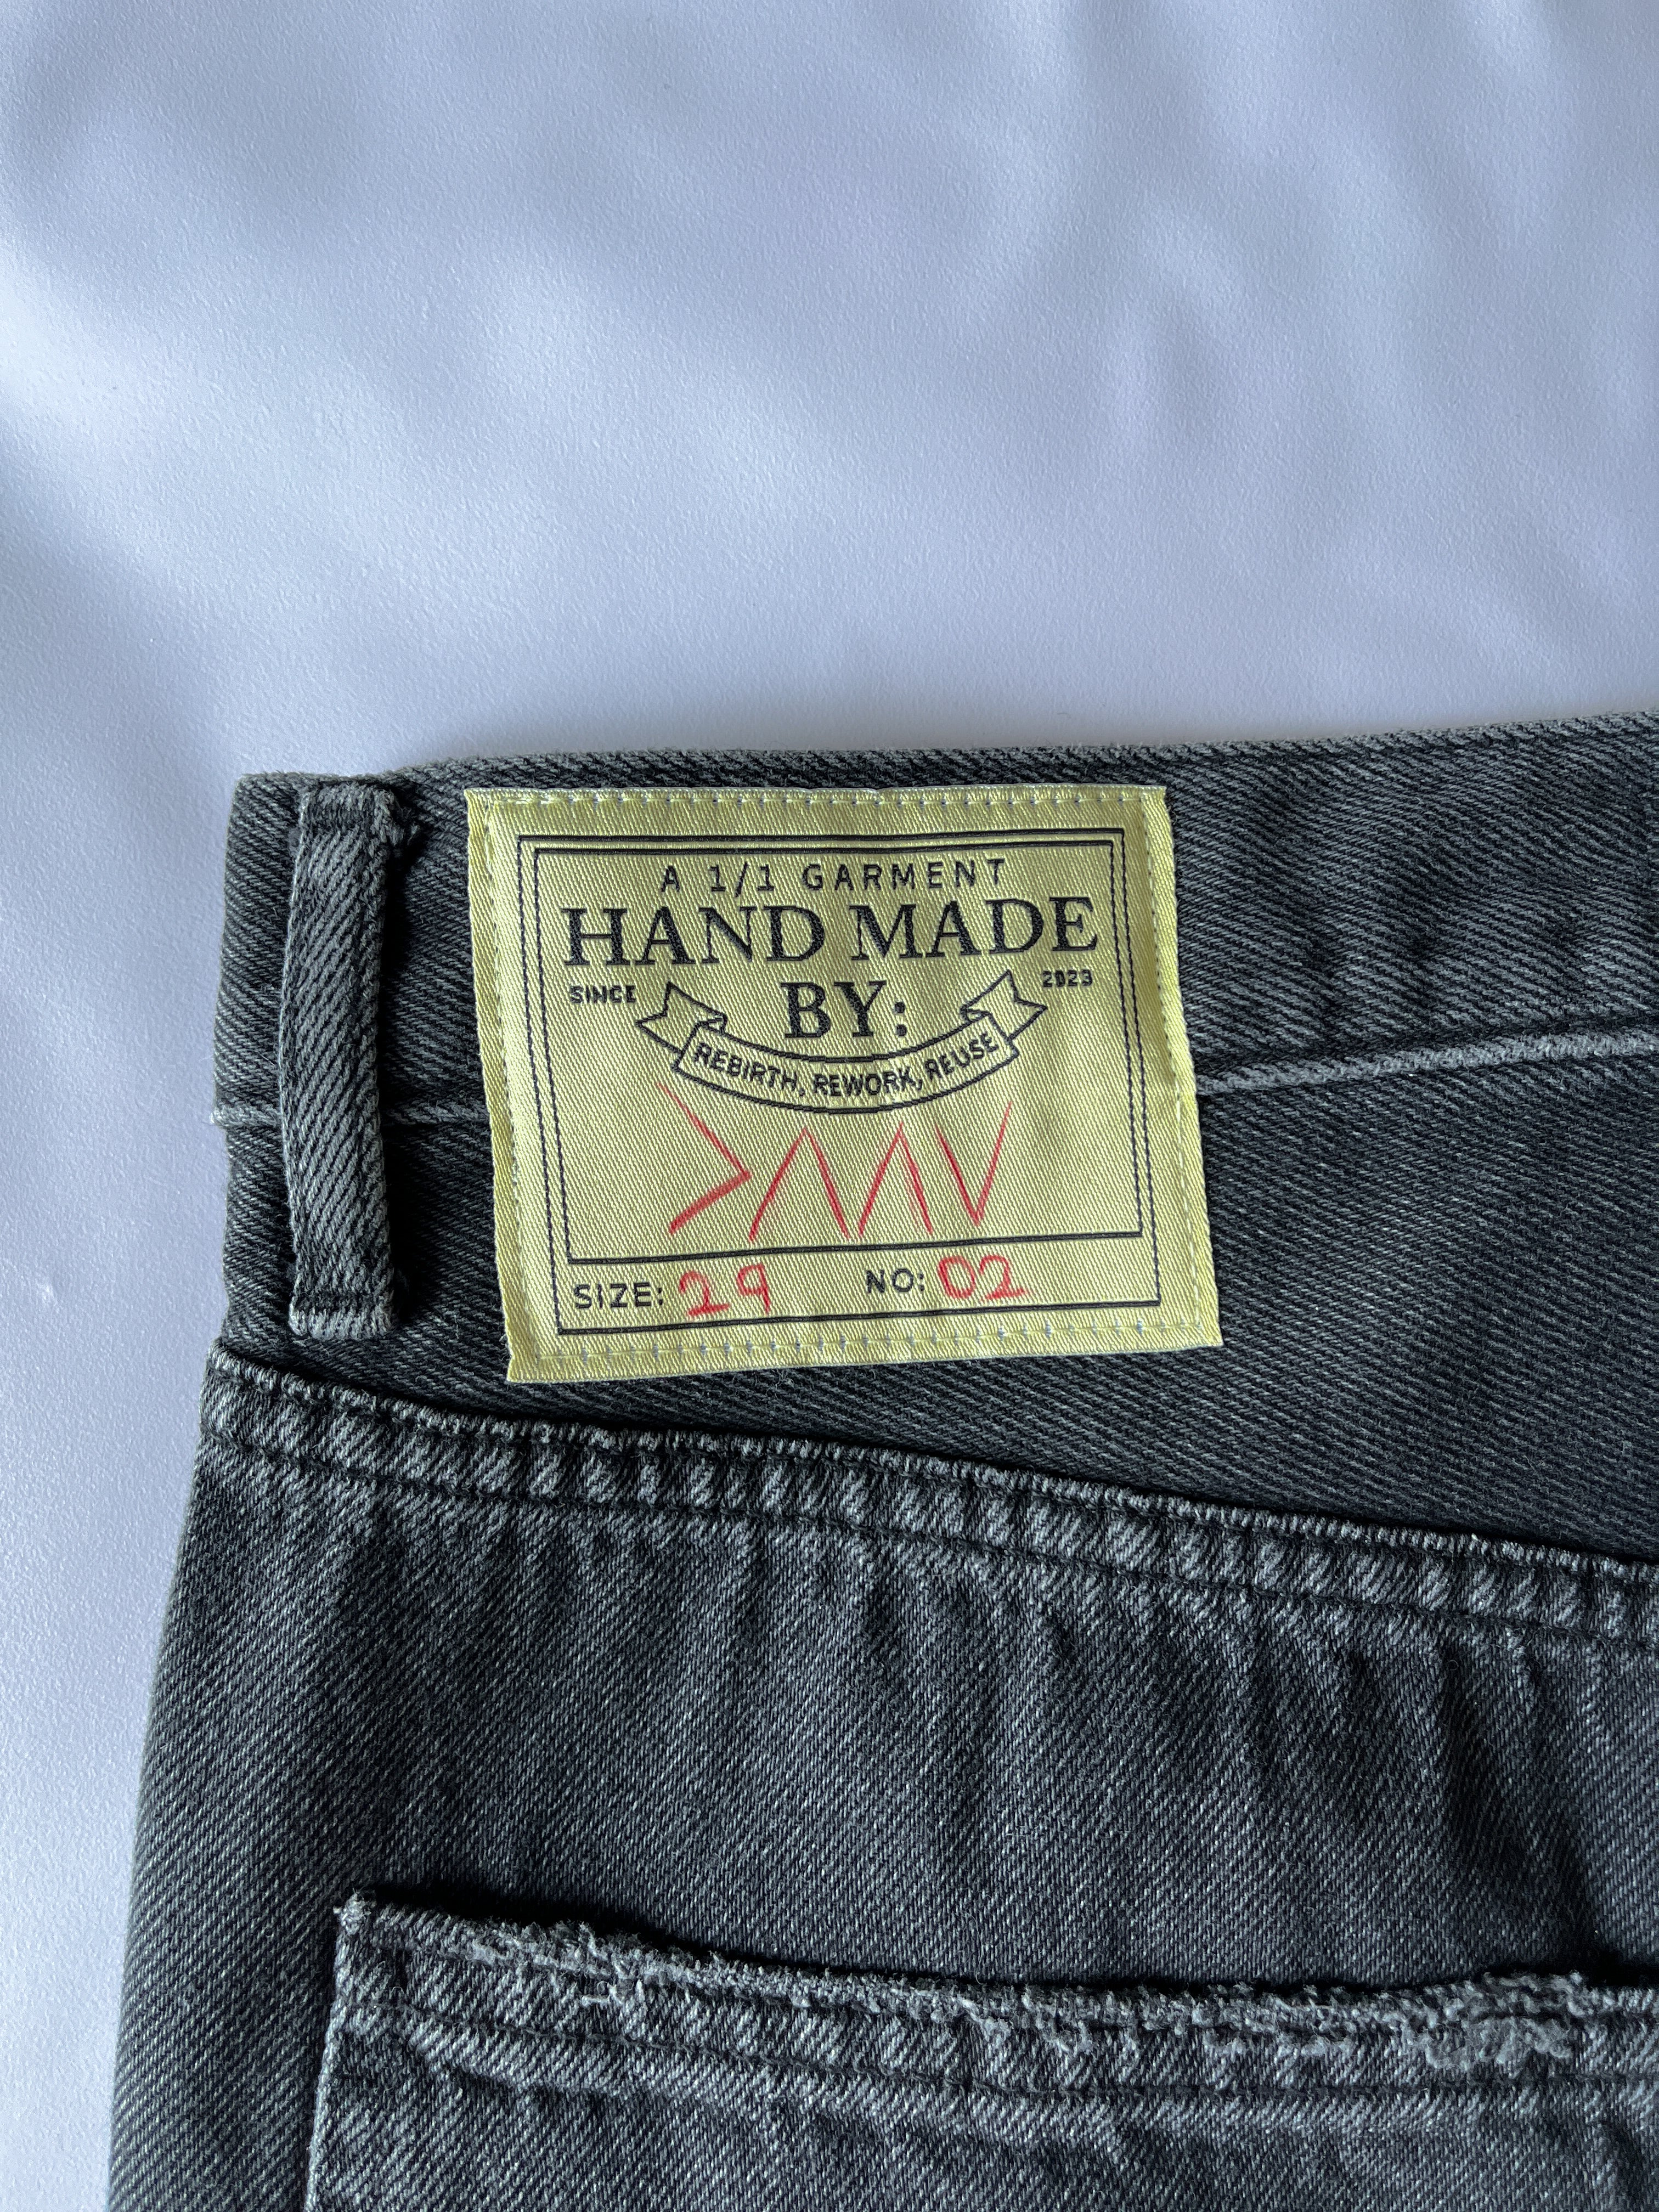 A 1/1 GARMENT
HAND MADE
BY:
SINCE 2023
REBIRTH, REWORK, REUSE
SIZE: 29 NO: 02